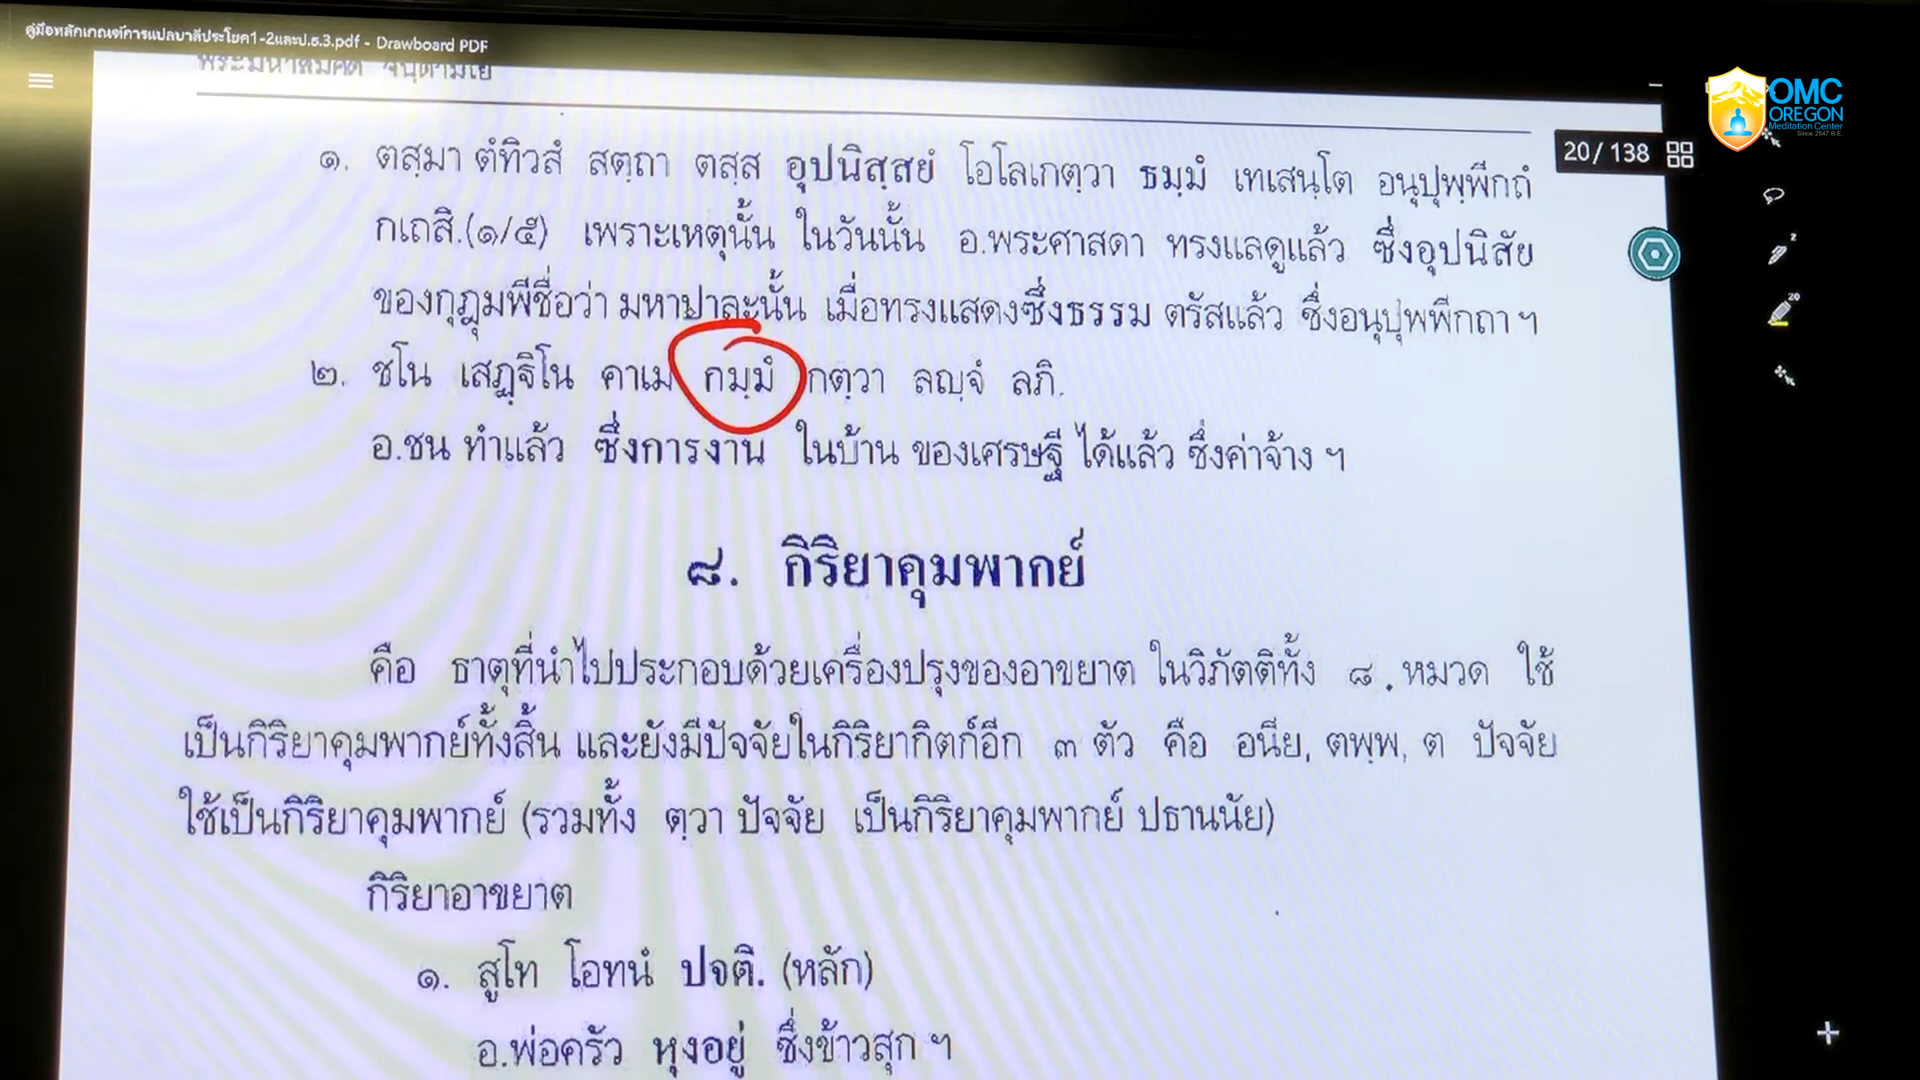 คู่มือหลักเกณฑ์การแปลบาลีประโยค1-2และป.ธ.3.pdf - Drawboard PDF
OMC
OREGON
Meditation Center
Since 2547 B.E.
20 / 138
๑. ตสฺมา ตํทิวสํ สตฺถา ตสฺส อุปนิสฺสยํ โอโลเกตฺวา ธมฺมํ เทเสนฺโต อนุปุพฺพีกถํ
กเถสิ.(๑/๕) เพราะเหตุนั้น ในวันนั้น อ.พระศาสดา ทรงแลดูแล้ว ซึ่งอุปนิสัย
ของกุฎุมพีชื่อว่า มหาปาละนั้น เมื่อทรงแสดงซึ่งธรรม ตรัสแล้ว ซึ่งอนุปุพพีกถา ฯ
๒. ชโน เสฏฺฐิโน คาเม กมฺมํ กตฺวา ลญฺจํ ลภิ.
อ.ชน ทำแล้ว ซึ่งการงาน ในบ้าน ของเศรษฐี ได้แล้ว ซึ่งค่าจ้าง ฯ
๘. กิริยาคุมพากย์
คือ ธาตุที่นำไปประกอบด้วยเครื่องปรุงของอาขยาต ในวิภัตติทั้ง ๘ หมวด ใช้
เป็นกิริยาคุมพากย์ทั้งสิ้น และยังมีปัจจัยในกิริยากิตก์อีก ๓ ตัว คือ อนีย, ตพฺพ, ต ปัจจัย
ใช้เป็นกิริยาคุมพากย์ (รวมทั้ง ตฺวา ปัจจัย เป็นกิริยาคุมพากย์ ปธานนัย)
กิริยาอาขยาต
๑. สูโท โอทนํ ปจติ. (หลัก)
อ.พ่อครัว หุงอยู่ ซึ่งข้าวสุก ฯ